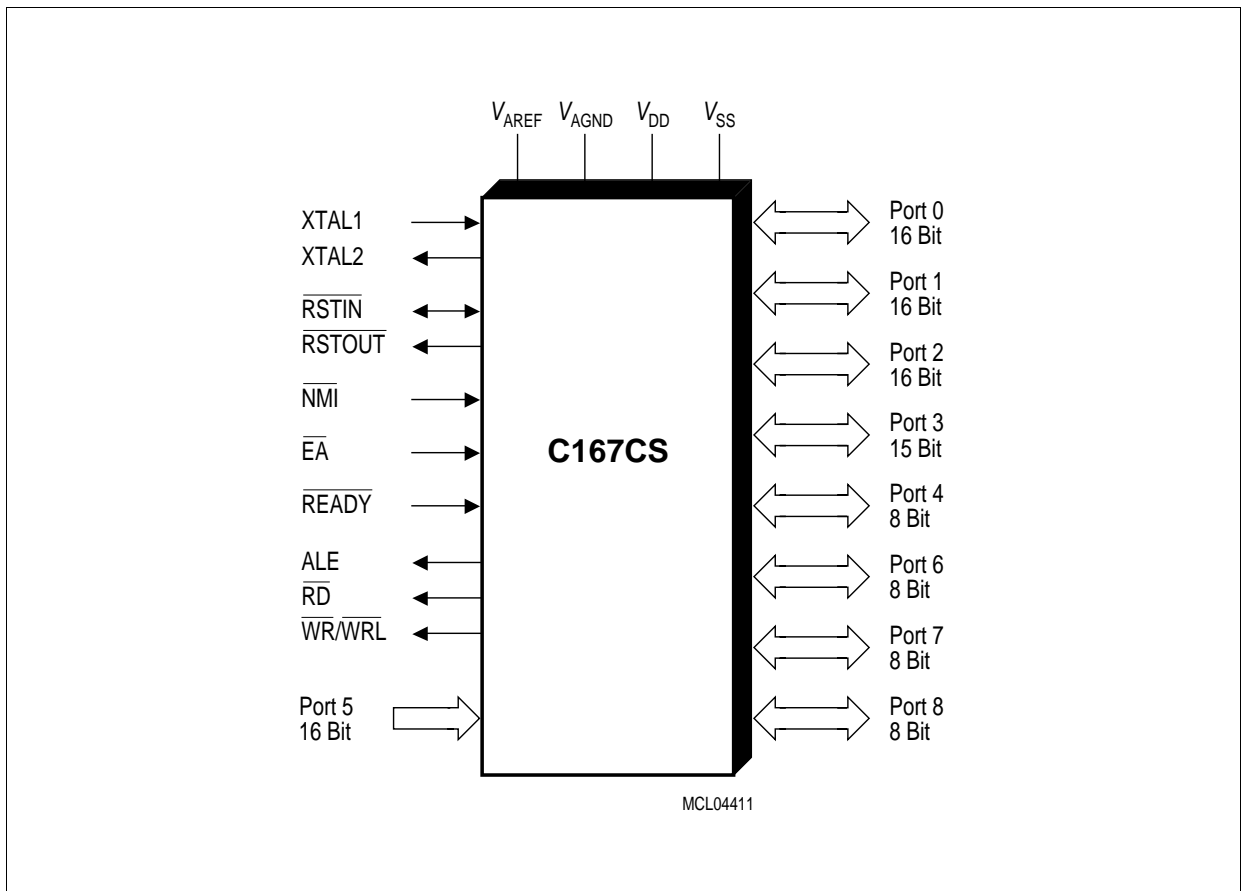 VAREF VAGND VDD VSS
XTAL1
XTAL2
RSTIN
RSTOUT
NMI
EA
READY
ALE
RD
WR/WRL
Port 5
16 Bit
C167CS
Port 0
16 Bit
Port 1
16 Bit
Port 2
16 Bit
Port 3
15 Bit
Port 4
8 Bit
Port 6
8 Bit
Port 7
8 Bit
Port 8
8 Bit
MCL04411